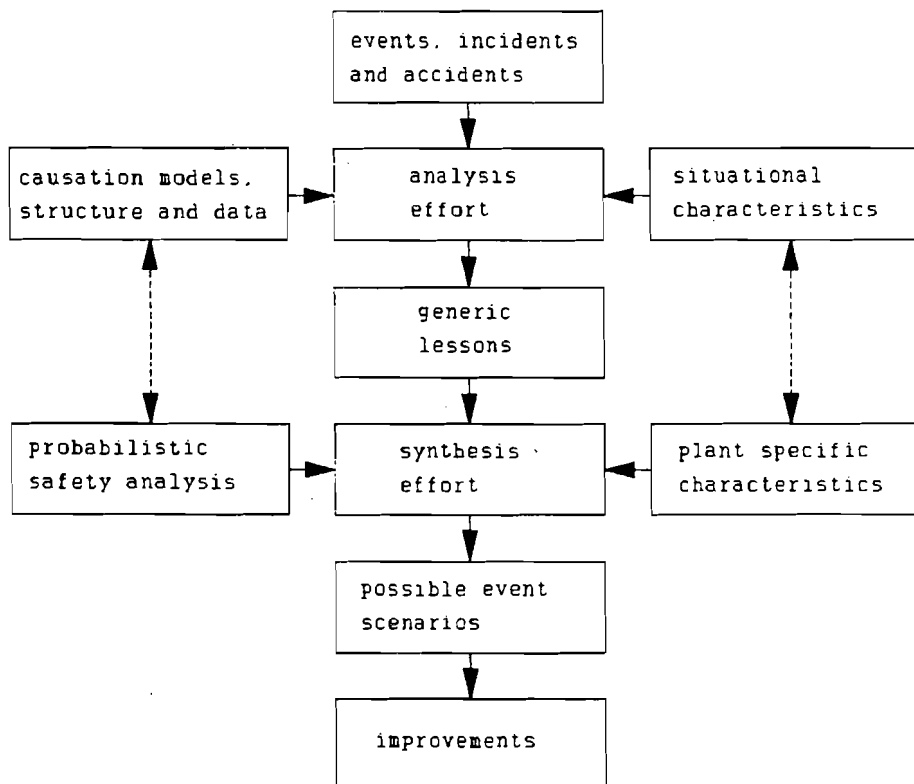 events, incidents
and accidents
causation models,
structure and data
analysis
effort
situational
characteristics
generic
lessons
probabilistic
safety analysis
synthesis
effort
plant specific
characteristics
possible event
scenarios
improvements